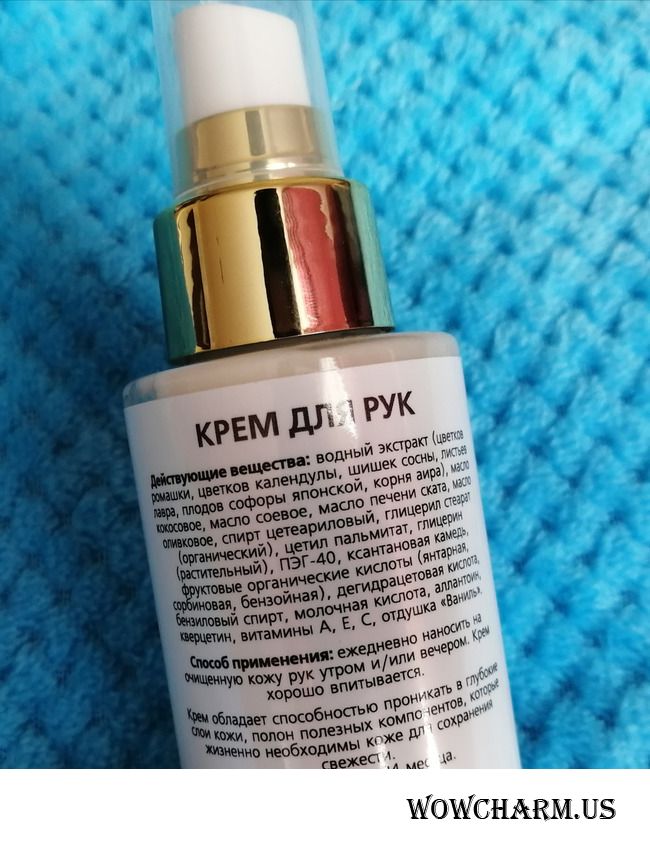 КРЕМ ДЛЯ РУК
Действующие вещества: водный экстракт (цветков
ромашки, цветков календулы, шишек сосны, листьев
лавра, плодов софоры японской, корня аира), масло
кокосовое, масло соевое, масло печени ската, масло
оливковое, спирт цетеариловый, глицерил стеарат
(органический), цетил пальмитат, глицерин
(растительный), ПЭГ-40, ксантановая камедь,
фруктовые органические кислоты (янтарная,
сорбиновая, бензойная), дегидрацетовая кислота,
бензиловый спирт, молочная кислота, аллантоин,
кверцетин, витамины А, Е, С, отдушка «Ваниль».
Способ применения: ежедневно наносить на
очищенную кожу рук утром и/или вечером. Крем
хорошо впитывается.
Крем обладает способностью проникать в глубокие
слои кожи, полон полезных компонентов, которые
жизненно необходимы коже для сохранения
свежести.
месяца.
WOWCHARM.US